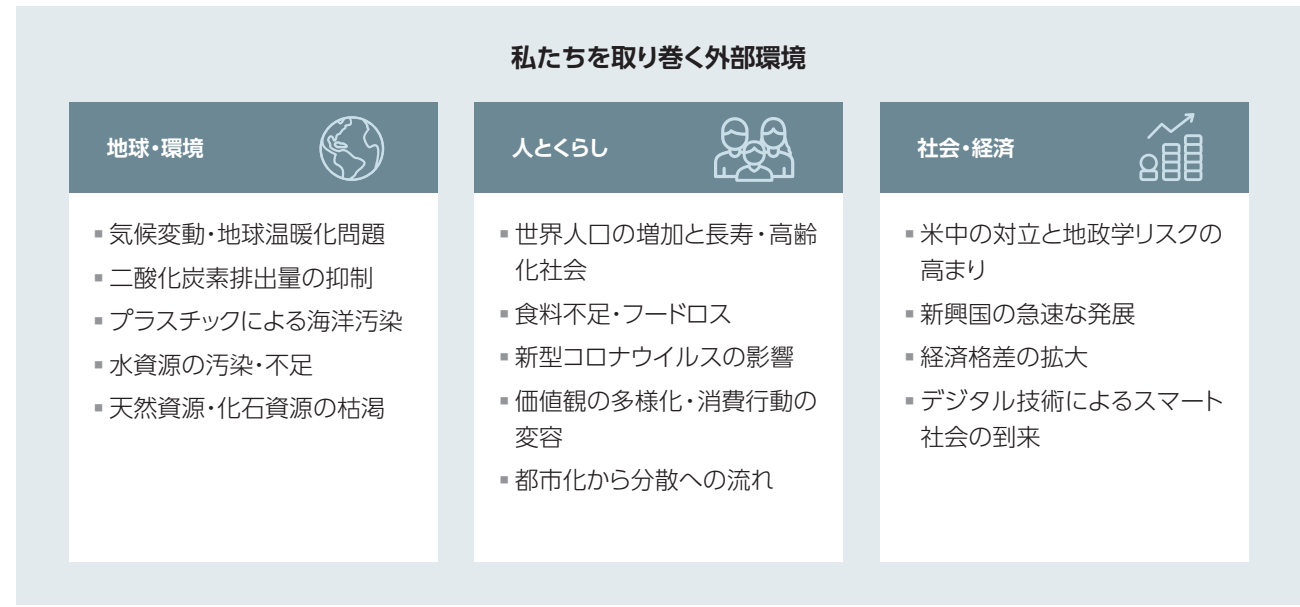 私たちを取り巻く外部環境
地球・環境
▪気候変動・地球温暖化問題
▪二酸化炭素排出量の抑制
▪プラスチックによる海洋汚染
▪水資源の汚染・不足
▪天然資源・化石資源の枯渇
人とくらし
▪世界人口の増加と長寿・高齢
化社会
▪食料不足・フードロス
▪新型コロナウイルスの影響
▪価値観の多様化・消費行動の
変容
▪都市化から分散への流れ
社会・経済
▪米中の対立と地政学リスクの
高まり
▪新興国の急速な発展
▪経済格差の拡大
▪デジタル技術によるスマート
社会の到来